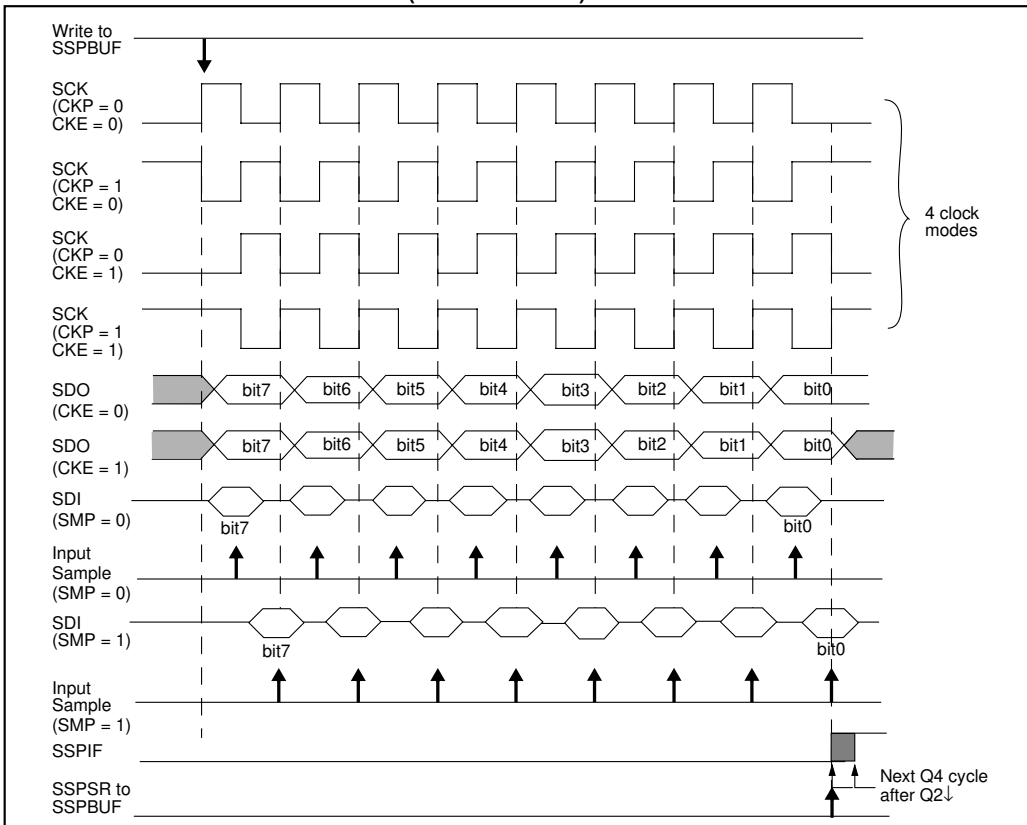 Write to
SSPBUF
SCK
(CKP = 0
CKE = 0)
SCK
(CKP = 1
CKE = 0)
SCK
(CKP = 0
CKE = 1)
SCK
(CKP = 1
CKE = 1)
4 clock
modes
SDO
(CKE = 0)
bit7 bit6 bit5 bit4 bit3 bit2 bit1 bit0
SDO
(CKE = 1)
bit7 bit6 bit5 bit4 bit3 bit2 bit1 bit0
SDI
(SMP = 0)
bit7 bit0
Input
Sample
(SMP = 0)
SDI
(SMP = 1)
bit7 bit0
Input
Sample
(SMP = 1)
SSPIF
SSPSR to
SSPBUF
Next Q4 cycle
after Q2↓